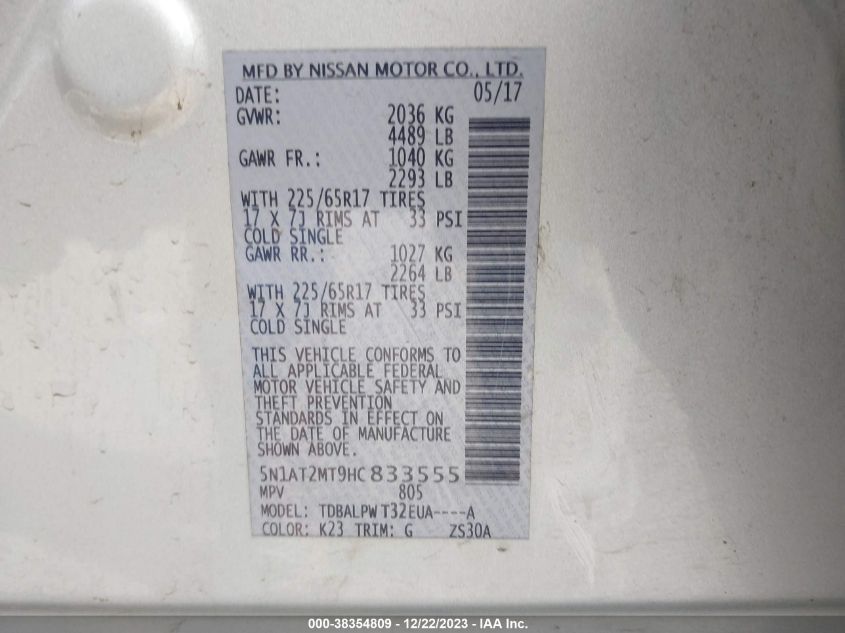 MFD BY NISSAN MOTOR CO., LTD.
DATE: 05/17
GVWR: 2036 KG
4489 LB
GAWR FR.: 1040 KG
2293 LB
WITH 225/65R17 TIRES
17 X 7J RIMS AT 33 PSI
COLD SINGLE
GAWR RR.: 1027 KG
2264 LB
WITH 225/65R17 TIRES
17 X 7J RIMS AT 33 PSI
COLD SINGLE
THIS VEHICLE CONFORMS TO
ALL APPLICABLE FEDERAL
MOTOR VEHICLE SAFETY AND
THEFT PREVENTION
STANDARDS IN EFFECT ON
THE DATE OF MANUFACTURE
SHOWN ABOVE.
5N1AT2MT9HC833555
MPV 805
MODEL: TDBALPWT32EUA----A
COLOR: K23 TRIM: G ZS30A
000-38354809 - 12/22/2023 - IAA Inc.